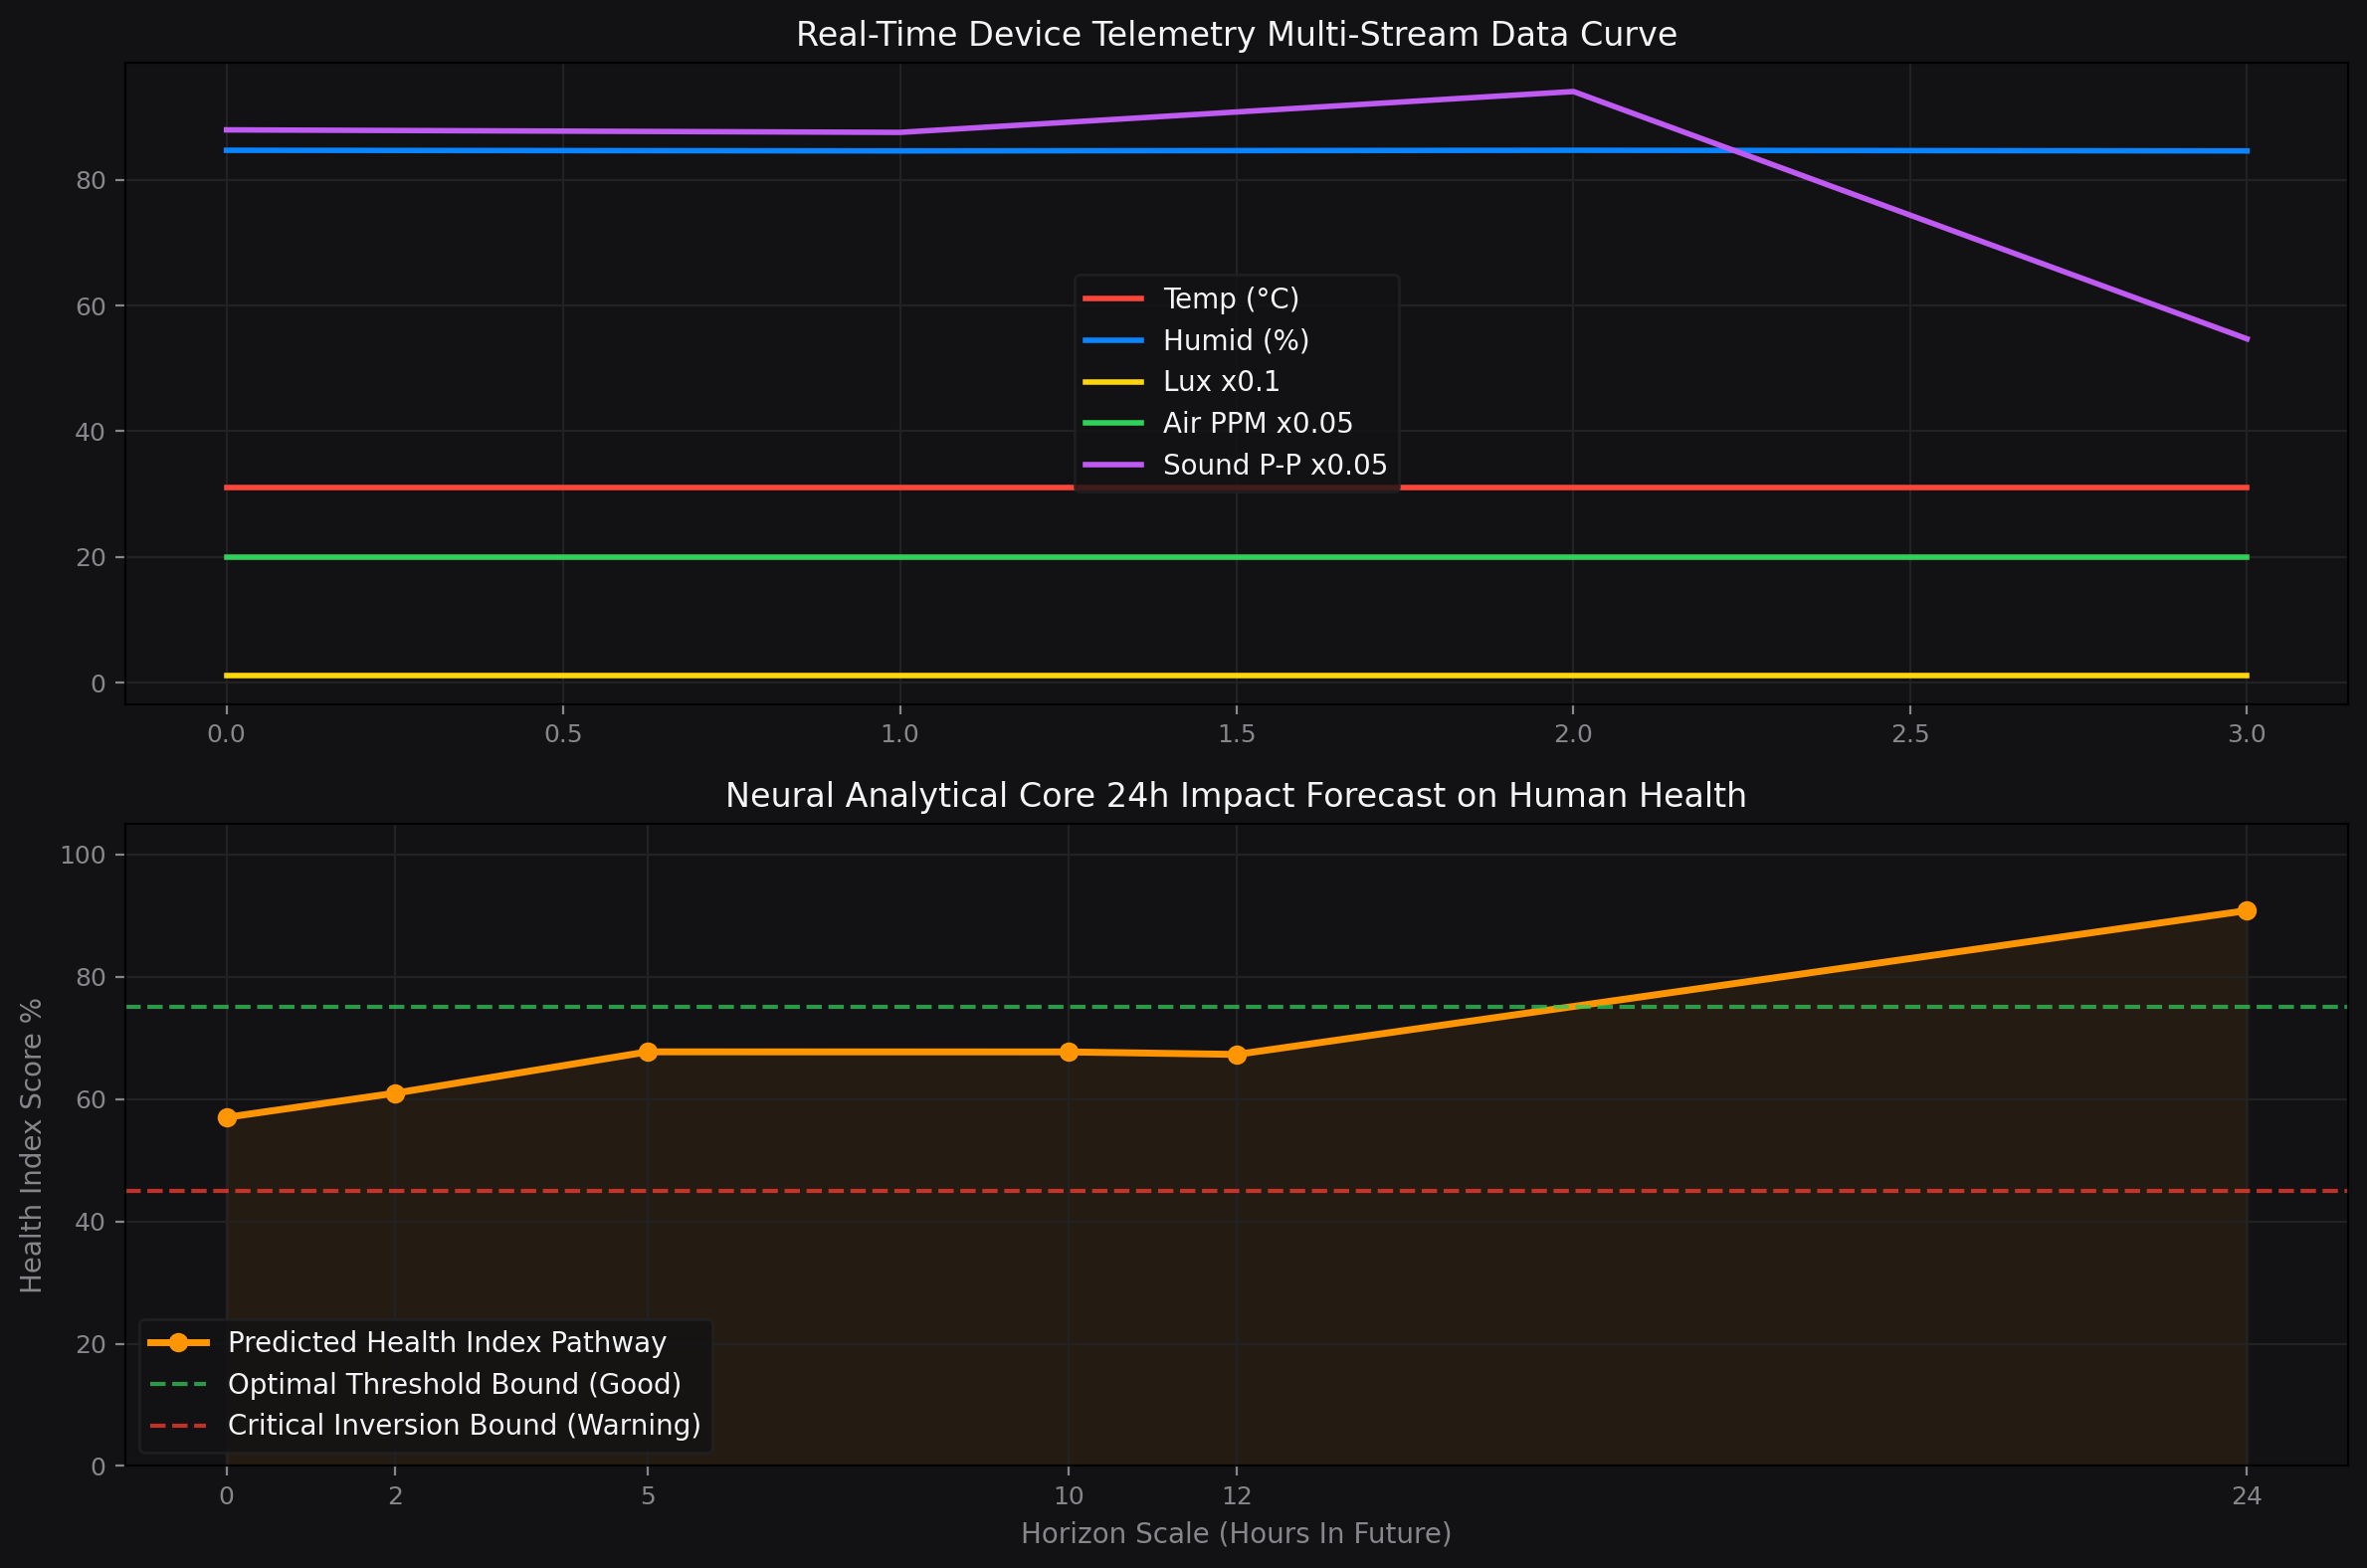 Real-Time Device Telemetry Multi-Stream Data Curve
80
60
40
20
0
Temp (°C)
Humid (%)
Lux x0.1
Air PPM x0.05
Sound P-P x0.05
0.0 0.5 1.0 1.5 2.0 2.5 3.0
Neural Analytical Core 24h Impact Forecast on Human Health
Health Index Score %
100
80
60
40
20
0
Predicted Health Index Pathway
Optimal Threshold Bound (Good)
Critical Inversion Bound (Warning)
0 2 5 10 12 24
Horizon Scale (Hours In Future)